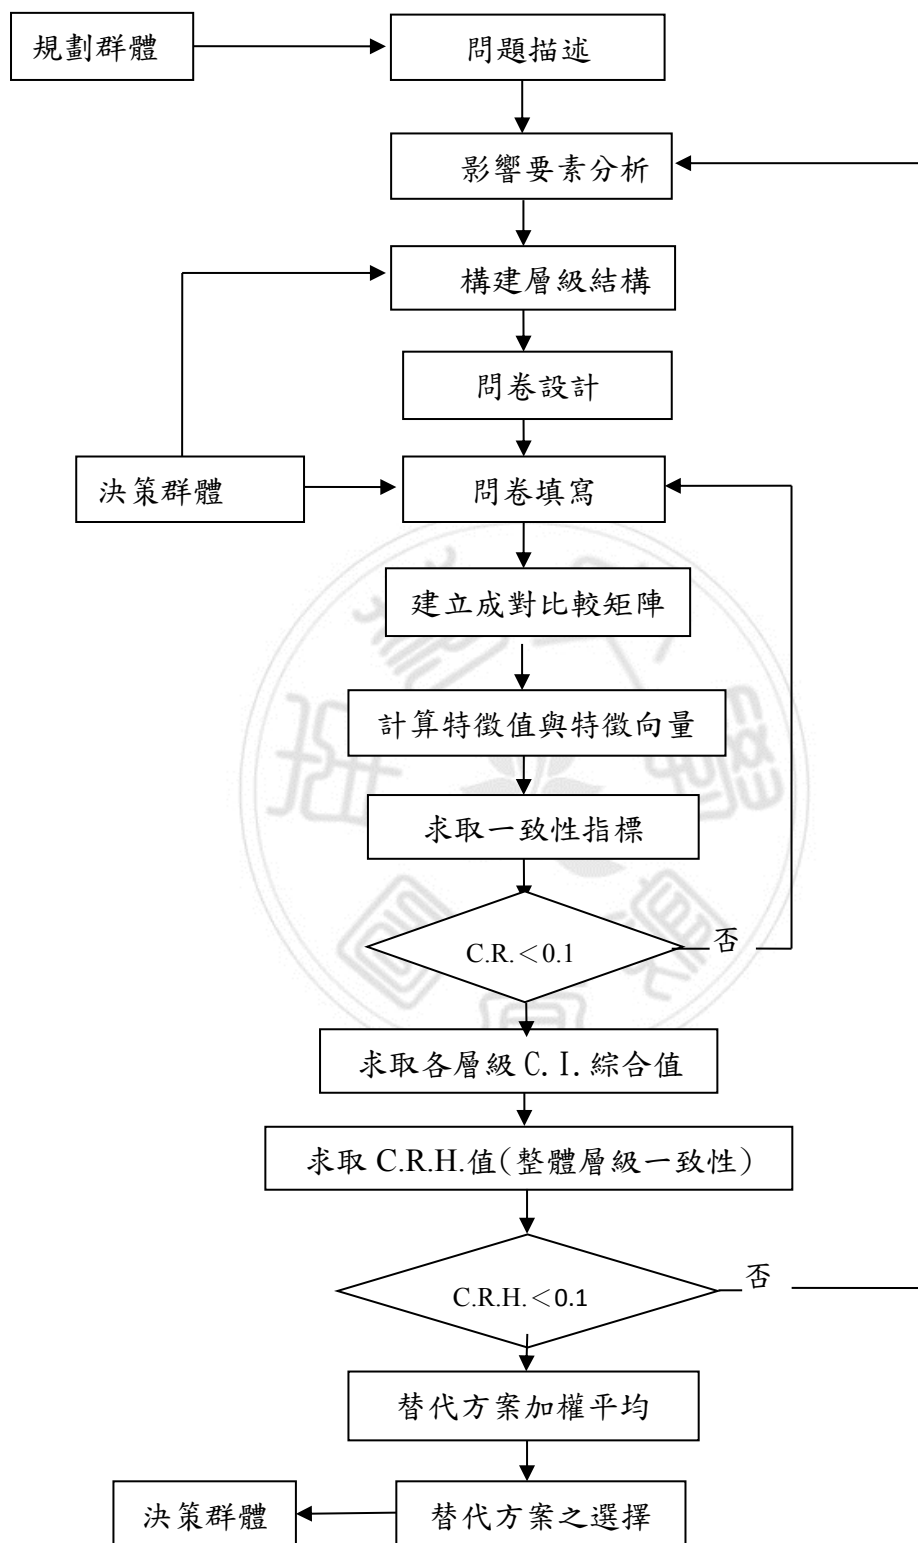 規劃群體
問題描述
影響要素分析
構建層級結構
問卷設計
決策群體
問卷填寫
建立成對比較矩陣
計算特徵值與特徵向量
求取一致性指標
C.R.＜0.1
否
求取各層級 C.I.綜合值
求取 C.R.H.值(整體層級一致性)
C.R.H.＜0.1
否
替代方案加權平均
決策群體
替代方案之選擇